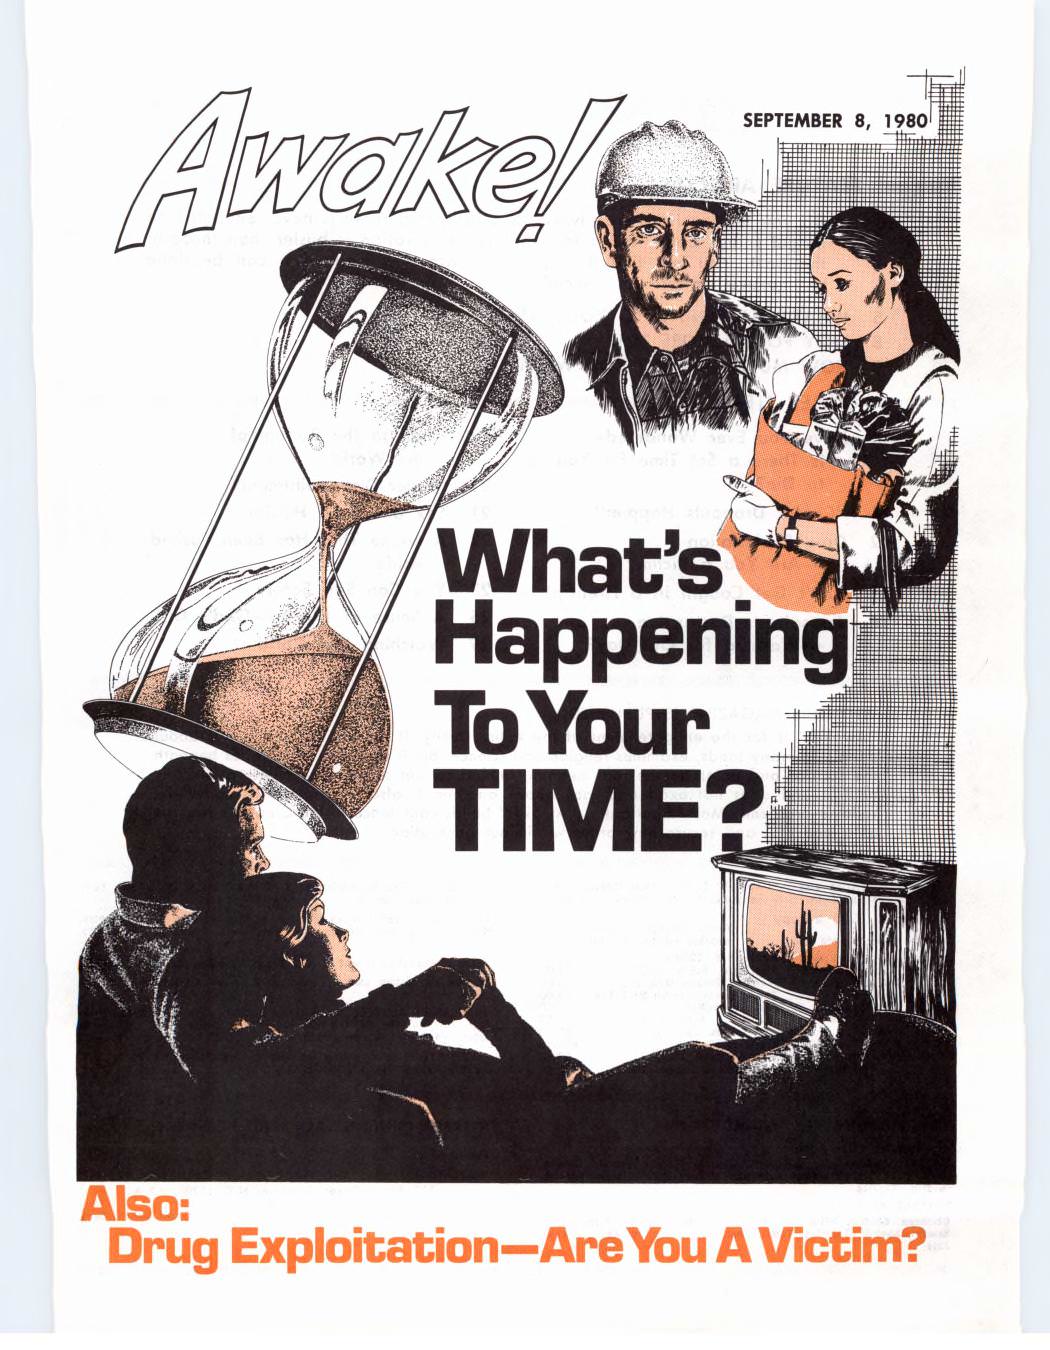 Awake!
SEPTEMBER 8, 1980
What's
Happening
To Your
TIME?
Also:
Drug Exploitation—Are You A Victim?